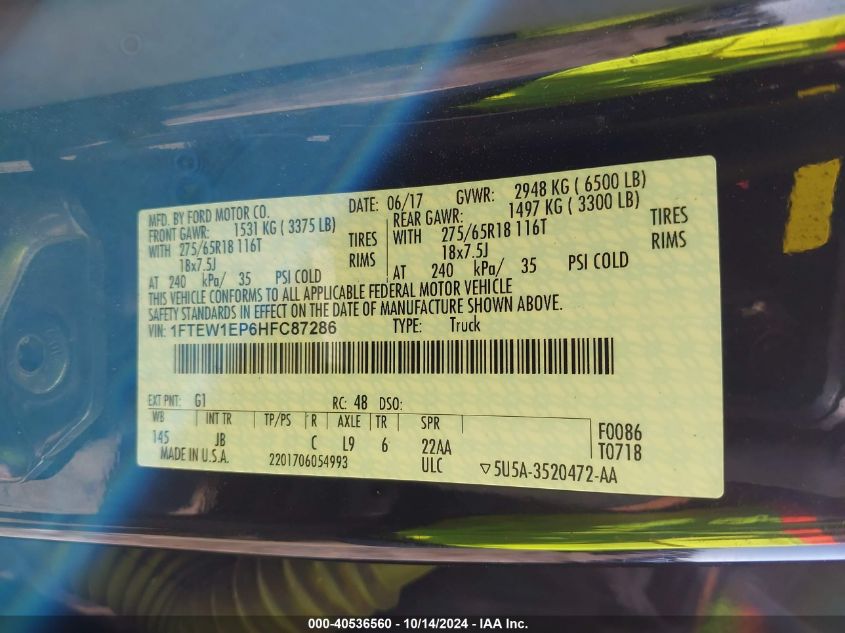 MFD. BY FORD MOTOR CO. DATE: 06/17 GVWR: 2948 KG ( 6500 LB)
FRONT GAWR: 1531 KG ( 3375 LB) REAR GAWR: 1497 KG ( 3300 LB)
WITH 275/65R18 116T TIRES WITH 275/65R18 116T TIRES
18x7.5J RIMS 18x7.5J RIMS
AT 240 kPa/ 35 PSI COLD AT 240 kPa/ 35 PSI COLD
THIS VEHICLE CONFORMS TO ALL APPLICABLE FEDERAL MOTOR VEHICLE
SAFETY STANDARDS IN EFFECT ON THE DATE OF MANUFACTURE SHOWN ABOVE.
VIN: 1FTEW1EP6HFC87286 TYPE: Truck
EXT PNT: G1 RC: 48 DSO:
WB INT TR TP/PS R AXLE TR SPR
145 JB C L9 6 22AA F0086
MADE IN U.S.A. 2201706054993 ULC T0718
▽5U5A-3520472-AA
000-40536560 - 10/14/2024 - IAA Inc.